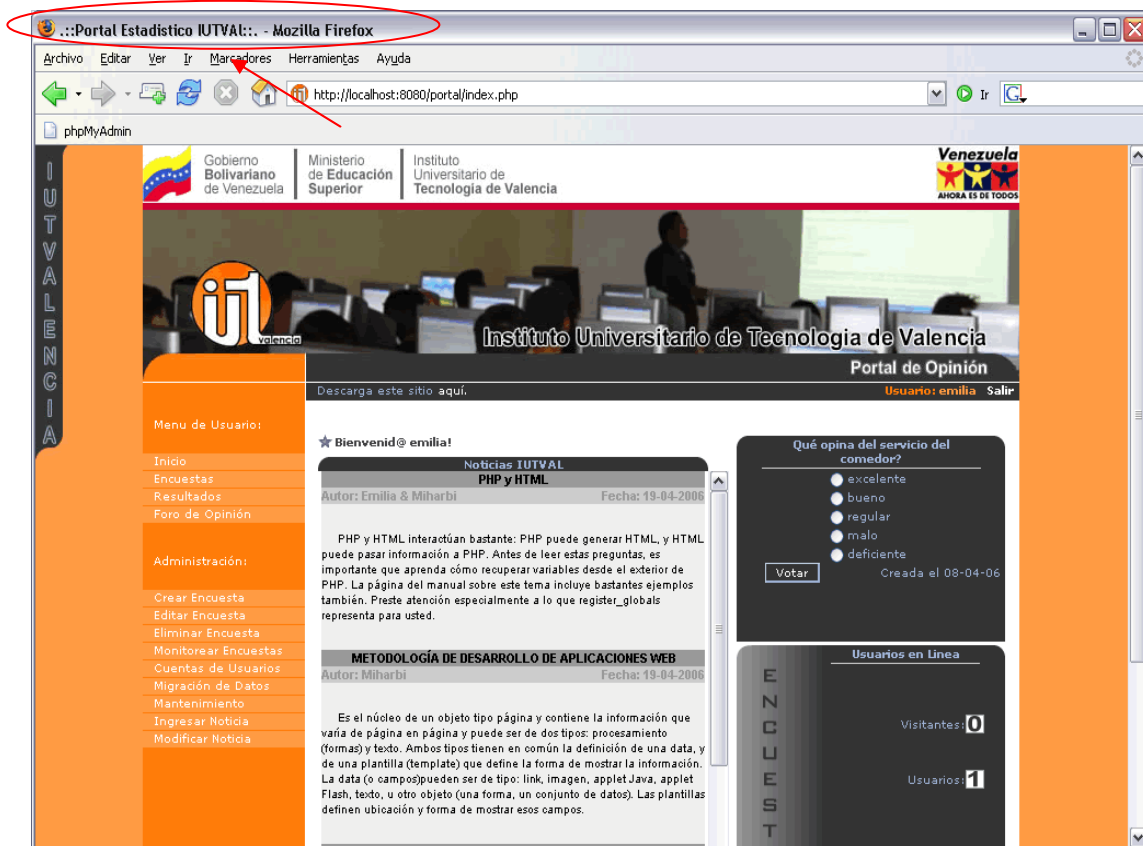 .::Portal Estadistico IUTVAL::. - Mozilla Firefox
Archivo Editar Ver Ir Marcadores Herramientas Ayuda
http://localhost:8080/portal/index.php
Ir
G
phpMyAdmin
IUTVALENCIA
Gobierno
Bolivariano
de Venezuela
Ministerio
de Educación
Superior
Instituto
Universitario de
Tecnología de Valencia
Venezuela
AHORA ES DE TODOS
valencia
Instituto Universitario de Tecnologia de Valencia
Portal de Opinión
Descarga este sitio aquí.
Usuario: emilia Salir
Menu de Usuario:
Inicio
Encuestas
Resultados
Foro de Opinión
Administración:
Crear Encuesta
Editar Encuesta
Eliminar Encuesta
Monitorear Encuestas
Cuentas de Usuarios
Migración de Datos
Mantenimiento
Ingresar Noticia
Modificar Noticia
Bienvenid@ emilia!
Noticias IUTVAL
PHP y HTML
Autor: Emilia & Miharbi Fecha: 19-04-2006
PHP y HTML interactúan bastante: PHP puede generar HTML, y HTML
puede pasar información a PHP. Antes de leer estas preguntas, es
importante que aprenda cómo recuperar variables desde el exterior de
PHP. La página del manual sobre este tema incluye bastantes ejemplos
también. Preste atención especialmente a lo que register_globals
representa para usted.
METODOLOGÍA DE DESARROLLO DE APLICACIONES WEB
Autor: Miharbi Fecha: 19-04-2006
Es el núcleo de un objeto tipo página y contiene la información que
varía de página en página y puede ser de dos tipos: procesamiento
(formas) y texto. Ambos tipos tienen en común la definición de una data, y
de una plantilla (template) que define la forma de mostrar la información.
La data (o campos)pueden ser de tipo: link, imagen, applet Java, applet
Flash, texto, u otro objeto (una forma, un conjunto de datos). Las plantillas
definen ubicación y forma de mostrar esos campos.
Qué opina del servicio del
comedor?
excelente
bueno
regular
malo
deficiente
Votar
Creada el 08-04-06
Usuarios en Linea
Visitantes: 0
Usuarios: 1
ENCUEST